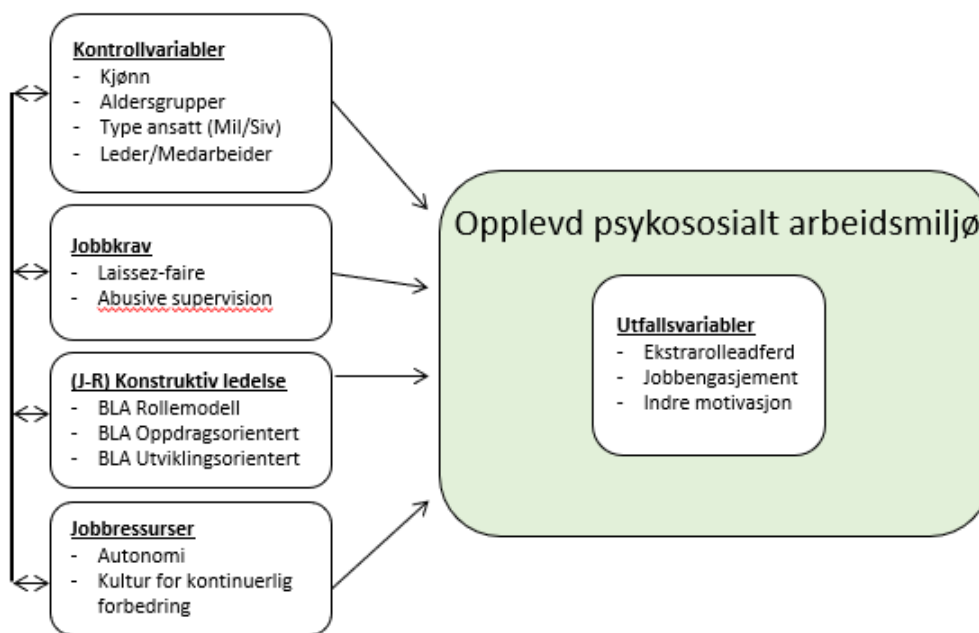 Kontrollvariabler
- Kjønn
- Aldersgrupper
- Type ansatt (Mil/Siv)
- Leder/Medarbeider
Jobbkrav
- Laissez-faire
- Abusive supervision
(J-R) Konstruktiv ledelse
- BLA Rollemodell
- BLA Oppdragsorientert
- BLA Utviklingsorientert
Jobbressurser
- Autonomi
- Kultur for kontinuerlig
forbedring
Opplevd psykososialt arbeidsmiljø
Utfallsvariabler
- Ekstrarolleadferd
- Jobbengasjement
- Indre motivasjon